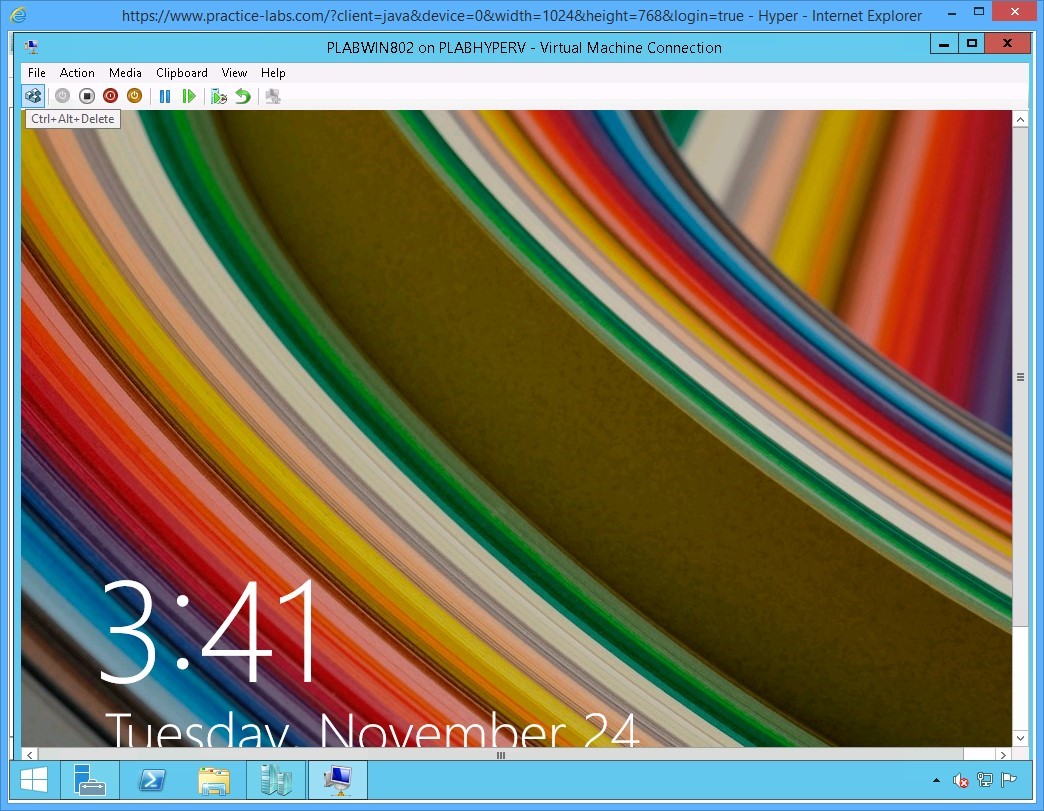 https://www.practice-labs.com/?client=java&device=0&width=1024&height=768&login=true - Hyper - Internet Explorer
PLABWIN802 on PLABHYPERV - Virtual Machine Connection
File Action Media Clipboard View Help
Ctrl+Alt+Delete
3:41
Tuesday, November 24